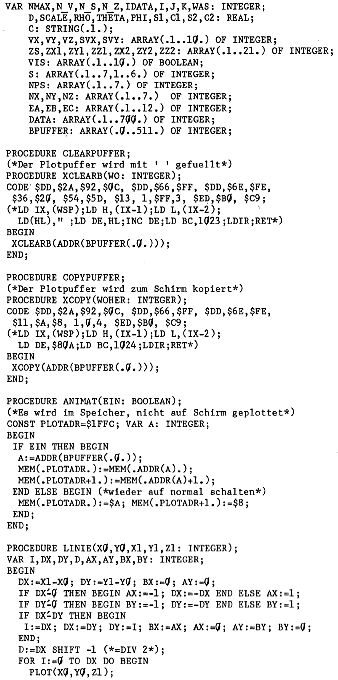 VAR NMAX,N_V,N_S,N_Z,IDATA,I,J,K,WAS: INTEGER;
D,SCALE,RHO,THETA,PHI,S1,C1,S2,C2: REAL;
C: STRING(.1.);
VX,VY,VZ,SVX,SVY: ARRAY(.1..10̸.) OF INTEGER;
ZS,ZX1,ZY1,ZZ1,ZX2,ZY2,ZZ2: ARRAY(.1..21.) OF INTEGER;
VIS: ARRAY(.1..10̸.) OF BOOLEAN;
S: ARRAY(.1..7,1..6.) OF INTEGER;
NPS: ARRAY(.1..7.) OF INTEGER;
NX,NY,NZ: ARRAY(.1..7.) OF INTEGER;
EA,EB,EC: ARRAY(.1..12.) OF INTEGER;
DATA: ARRAY(.1..70̸0̸.) OF INTEGER;
BPUFFER: ARRAY(.0̸..511.) OF INTEGER;
PROCEDURE CLEARPUFFER;
(*Der Plotpuffer wird mit ' ' gefuellt*)
PROCEDURE XCLEARB(WO: INTEGER);
CODE $DD,$2A,$92,$0̸C, $DD,$66,$FF, $DD,$6E,$FE,
$36,$20̸, $54,$5D, $13, 1,$FF,3, $ED,$B0̸, $C9;
(*LD IX,(WSP);LD H,(IX-1);LD L,(IX-2);
LD(HL)," ;LD DE,HL;INC DE;LD BC,10̸23;LDIR;RET*)
BEGIN
XCLEARB(ADDR(BPUFFER(.0̸.)));
END;
PROCEDURE COPYPUFFER;
(*Der Plotpuffer wird zum Schirm kopiert*)
PROCEDURE XCOPY(WOHER: INTEGER);
CODE $DD,$2A,$92,$0̸C, $DD,$66,$FF, $DD,$6E,$FE,
$11,$A,$8, 1,0̸,4, $ED,$B0̸, $C9;
(*LD IX,(WSP);LD H,(IX-1);LD L,(IX-2);
LD DE,$80̸A;LD BC,10̸24;LDIR;RET*)
BEGIN
XCOPY(ADDR(BPUFFER(.0̸.)));
END;
PROCEDURE ANIMAT(EIN: BOOLEAN);
(*Es wird im Speicher, nicht auf Schirm geplottet*)
CONST PLOTADR=$1FFC; VAR A: INTEGER;
BEGIN
IF EIN THEN BEGIN
A:=ADDR(BPUFFER(.0̸.));
MEM(.PLOTADR.):=MEM(.ADDR(A).);
MEM(.PLOTADR+1.):=MEM(.ADDR(A)+1.);
END ELSE BEGIN (*wieder auf normal schalten*)
MEM(.PLOTADR.):=$A; MEM(.PLOTADR+1.):=$8;
END;
END;
PROCEDURE LINIE(X0̸,Y0̸,X1,Y1,Z1: INTEGER);
VAR I,DX,DY,D,AX,AY,BX,BY: INTEGER;
BEGIN
DX:=X1-X0̸; DY:=Y1-Y0̸; BX:=0̸; AY:=0̸;
IF DX<0̸ THEN BEGIN AX:=-1; DX:=-DX END ELSE AX:=1;
IF DY<0̸ THEN BEGIN BY:=-1; DY:=-DY END ELSE BY:=1;
IF DX<DY THEN BEGIN
I:=DX; DX:=DY; DY:=I; BX:=AX; AX:=0̸; AY:=BY; BY:=0̸;
END;
D:=DX SHIFT -1 (*=DIV 2*);
FOR I:=0̸ TO DX DO BEGIN
PLOT(X0̸,Y0̸,Z1);